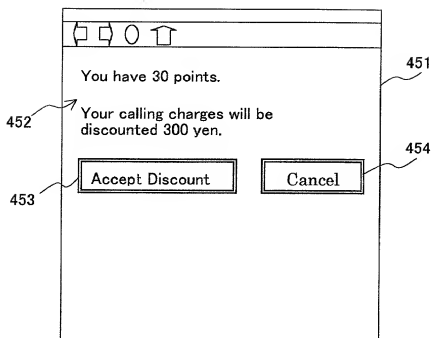 You have 30 points.
451
452
Your calling charges will be
discounted 300 yen.
454
Accept Discount
Cancel
453